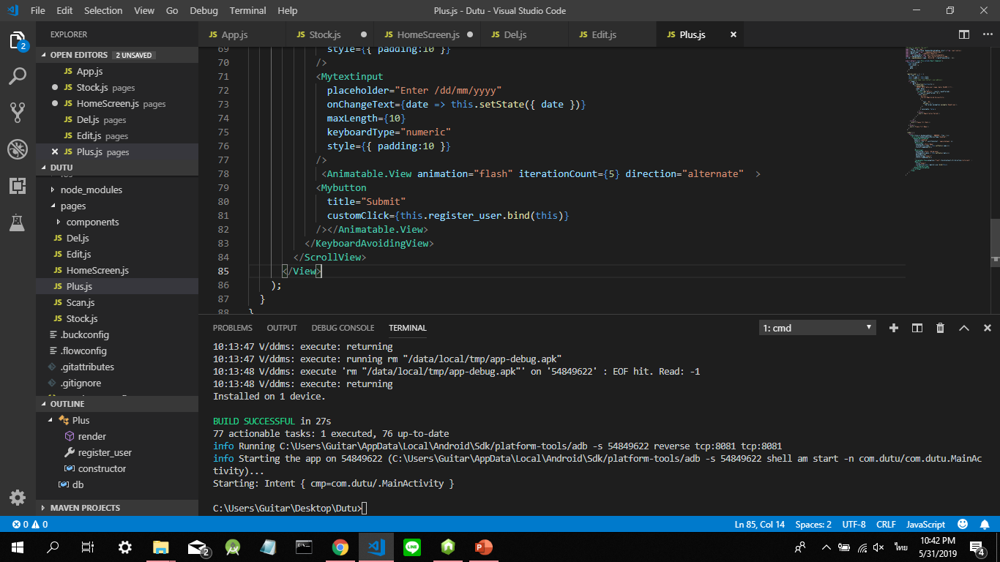 File Edit Selection View Go Debug Terminal Help
Plus.js - Dutu - Visual Studio Code
EXPLORER
JS App.js
JS Stock.js
JS HomeScreen.js
JS Del.js
JS Edit.js
JS Plus.js
2
OPEN EDITORS 2 UNSAVED
JS App.js
JS Stock.js pages
JS HomeScreen.js pages
JS Del.js pages
JS Edit.js pages
JS Plus.js pages
DUTU
node_modules
pages
components
JS Del.js
JS Edit.js
JS HomeScreen.js
JS Plus.js
JS Scan.js
JS Stock.js
.buckconfig
.flowconfig
.gitattributes
.gitignore
OUTLINE
Plus
render
register_user
constructor
db
MAVEN PROJECTS
69 style={{ padding:10 }}
70 />
71 <Mytextinput
72 placeholder="Enter /dd/mm/yyyy"
73 onChangeText={date => this.setState({ date })}
74 maxLength={10}
75 keyboardType="numeric"
76 style={{ padding:10 }}
77 />
78 <Animatable.View animation="flash" iterationCount={5} direction="alternate" >
79 <Mybutton
80 title="Submit"
81 customClick={this.register_user.bind(this)}
82 /></Animatable.View>
83 </KeyboardAvoidingView>
84 </ScrollView>
85 </View>
86 );
87 }
88 }
PROBLEMS OUTPUT DEBUG CONSOLE TERMINAL
1: cmd
10:13:47 V/ddms: execute: returning
10:13:47 V/ddms: execute: running rm "/data/local/tmp/app-debug.apk"
10:13:48 V/ddms: execute 'rm "/data/local/tmp/app-debug.apk"' on '54849622' : EOF hit. Read: -1
10:13:48 V/ddms: execute: returning
Installed on 1 device.
BUILD SUCCESSFUL in 27s
77 actionable tasks: 1 executed, 76 up-to-date
info Running C:\Users\Guitar\AppData\Local\Android\Sdk/platform-tools/adb -s 54849622 reverse tcp:8081 tcp:8081
info Starting the app on 54849622 (C:\Users\Guitar\AppData\Local\Android\Sdk/platform-tools/adb -s 54849622 shell am start -n com.dutu/com.dutu.MainAc
tivity)...
Starting: Intent { cmp=com.dutu/.MainActivity }
C:\Users\Guitar\Desktop\Dutu>
0 0
Ln 85, Col 14 Spaces: 2 UTF-8 CRLF JavaScript
2
LINE
ไทย
10:42 PM
5/31/2019
4